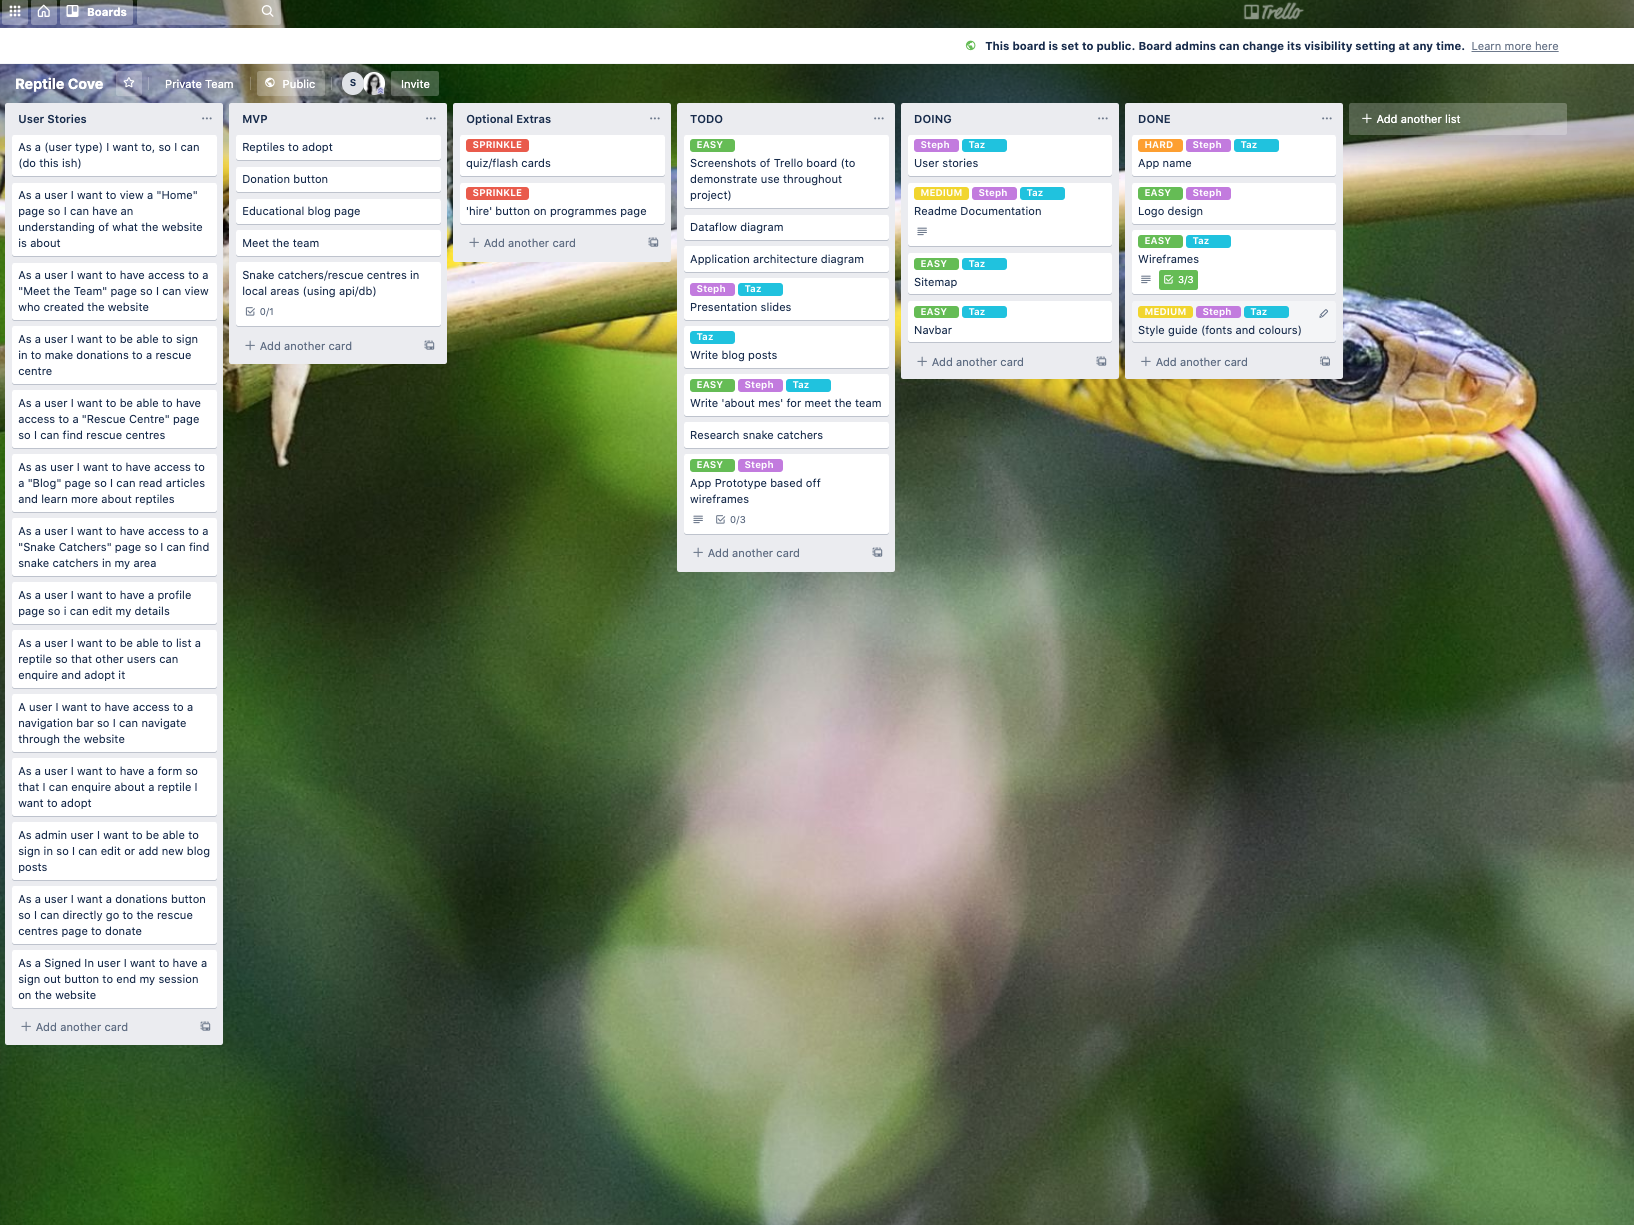 Boards
Trello
This board is set to public. Board admins can change its visibility setting at any time. Learn more here
Reptile Cove
Private Team
Public
S
Invite
User Stories
As a (user type) I want to, so I can
(do this ish)
As a user I want to view a "Home"
page so I can have an
understanding of what the website
is about
As a user I want to have access to a
"Meet the Team" page so I can view
who created the website
As a user I want to be able to sign
in to make donations to a rescue
centre
As a user I want to be able to have
access to a "Rescue Centre" page
so I can find rescue centres
As as user I want to have access to
a "Blog" page so I can read articles
and learn more about reptiles
As a user I want to have access to a
"Snake Catchers" page so I can find
snake catchers in my area
As a user I want to have a profile
page so i can edit my details
As a user I want to be able to list a
reptile so that other users can
enquire and adopt it
A user I want to have access to a
navigation bar so I can navigate
through the website
As a user I want to have a form so
that I can enquire about a reptile I
want to adopt
As admin user I want to be able to
sign in so I can edit or add new blog
posts
As a user I want a donations button
so I can directly go to the rescue
centres page to donate
As a Signed In user I want to have a
sign out button to end my session
on the website
+ Add another card
MVP
Reptiles to adopt
Donation button
Educational blog page
Meet the team
Snake catchers/rescue centres in
local areas (using api/db)
0/1
+ Add another card
Optional Extras
SPRINKLE
quiz/flash cards
SPRINKLE
'hire' button on programmes page
+ Add another card
TODO
EASY
Screenshots of Trello board (to
demonstrate use throughout
project)
Dataflow diagram
Application architecture diagram
Steph Taz
Presentation slides
Taz
Write blog posts
EASY Steph Taz
Write 'about mes' for meet the team
Research snake catchers
EASY Steph
App Prototype based off
wireframes
0/3
+ Add another card
DOING
Steph Taz
User stories
MEDIUM Steph Taz
Readme Documentation
EASY Taz
Sitemap
EASY Taz
Navbar
+ Add another card
DONE
HARD Steph Taz
App name
EASY Steph
Logo design
EASY Taz
Wireframes
3/3
MEDIUM Steph Taz
Style guide (fonts and colours)
+ Add another card
+ Add another list